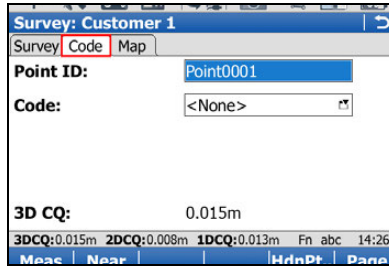 Survey: Customer 1
Survey Code Map
Point ID: Point0001
Code: <None>
3D CQ: 0.015m
3DCQ:0.015m 2DCQ:0.008m 1DCQ:0.013m Fn abc 14:26
Meas Near HdnPt.. Page